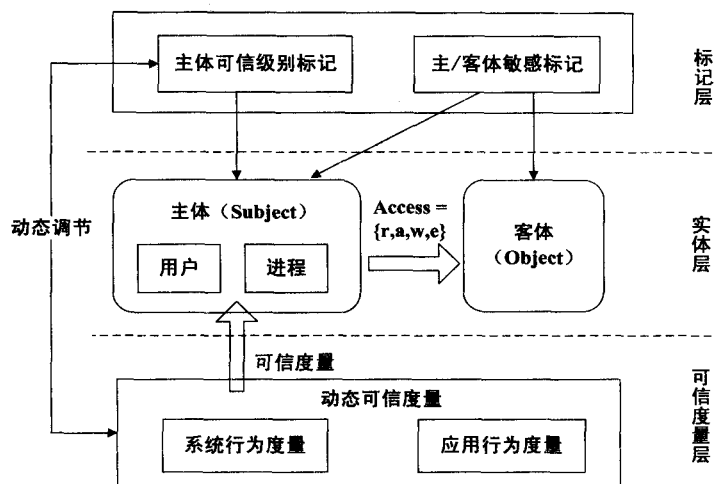 主体可信级别标记
主/客体敏感标记
标记层
主体（Subject）
用户
进程
Access =
{r,a,w,e}
客体
（Object）
实体层
动态调节
可信度量
动态可信度量
系统行为度量
应用行为度量
可信度量层